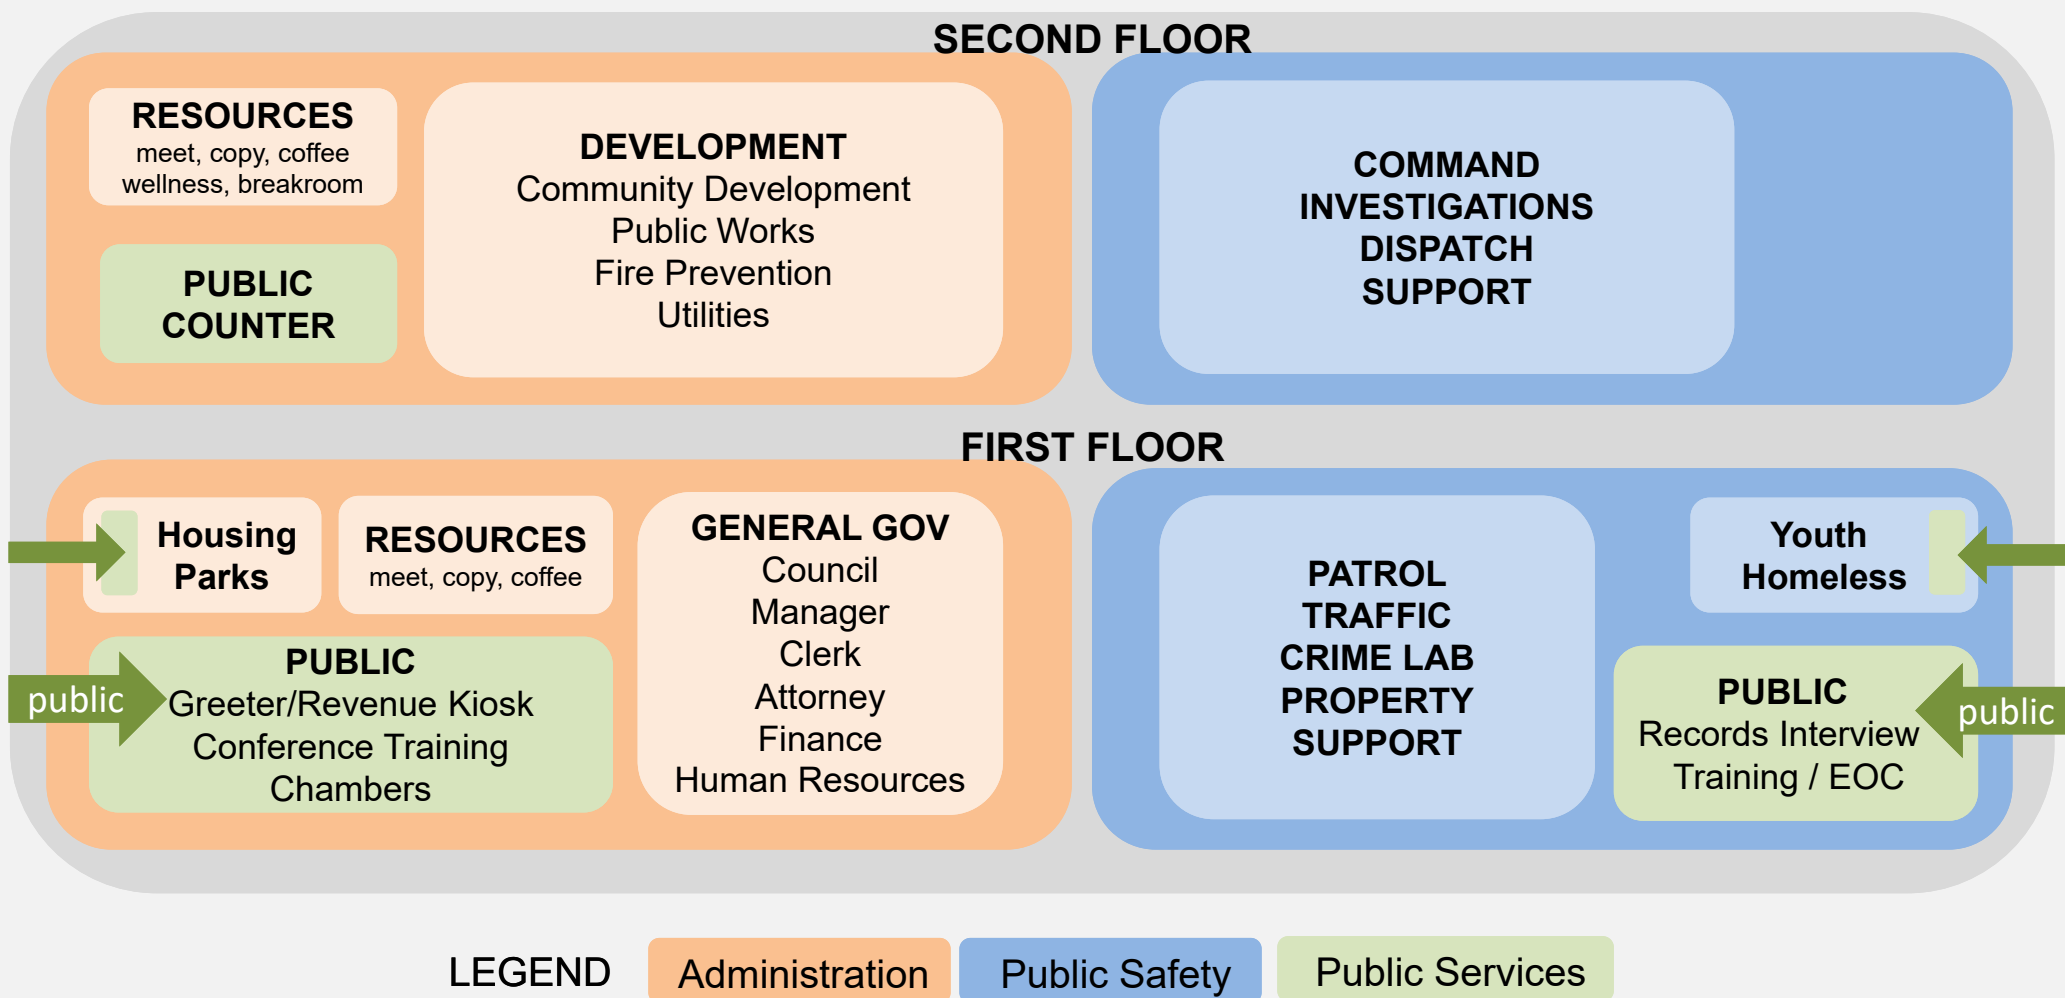 SECOND FLOOR
RESOURCES
meet, copy, coffee
wellness, breakroom
PUBLIC
COUNTER
DEVELOPMENT
Community Development
Public Works
Fire Prevention
Utilities
COMMAND
INVESTIGATIONS
DISPATCH
SUPPORT
FIRST FLOOR
Housing
Parks
RESOURCES
meet, copy, coffee
public
PUBLIC
Greeter/Revenue Kiosk
Conference Training
Chambers
GENERAL GOV
Council
Manager
Clerk
Attorney
Finance
Human Resources
PATROL
TRAFFIC
CRIME LAB
PROPERTY
SUPPORT
Youth
Homeless
PUBLIC
Records Interview
Training / EOC
public
LEGEND
Administration
Public Safety
Public Services